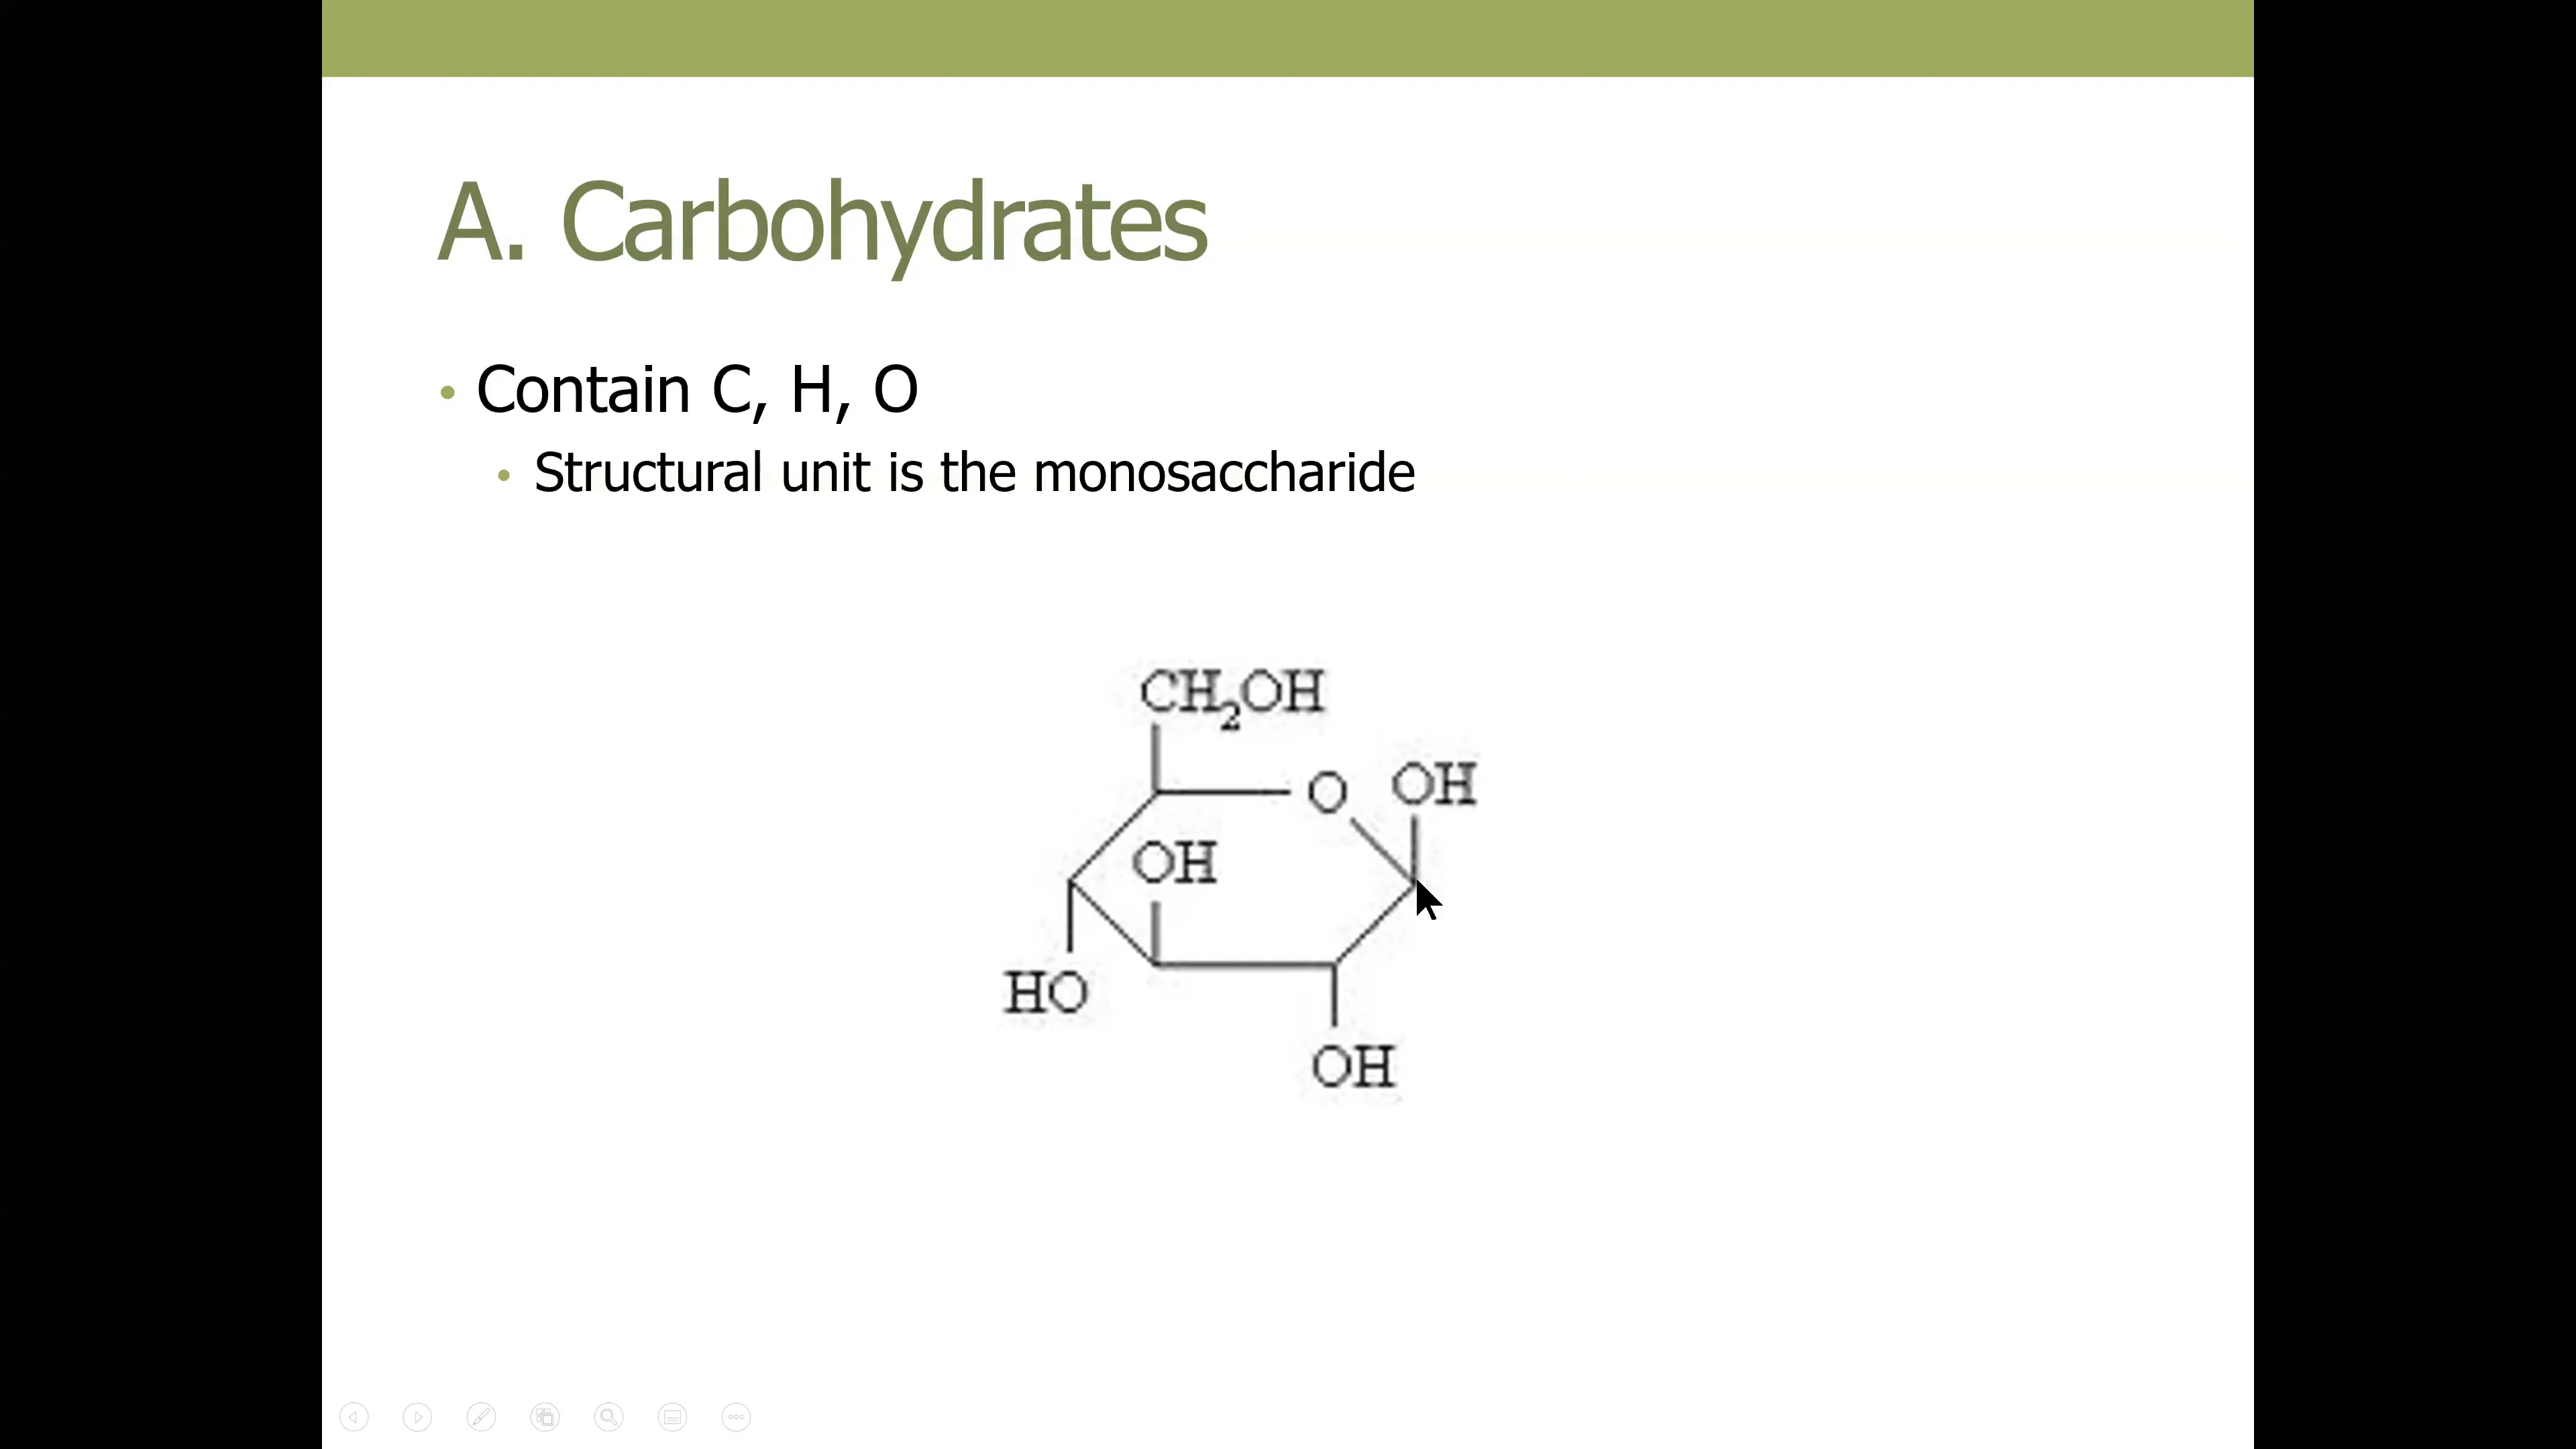 A. Carbohydrates
• Contain C, H, O
• Structural unit is the monosaccharide
CH₂OH
O
OH
OH
HO
OH